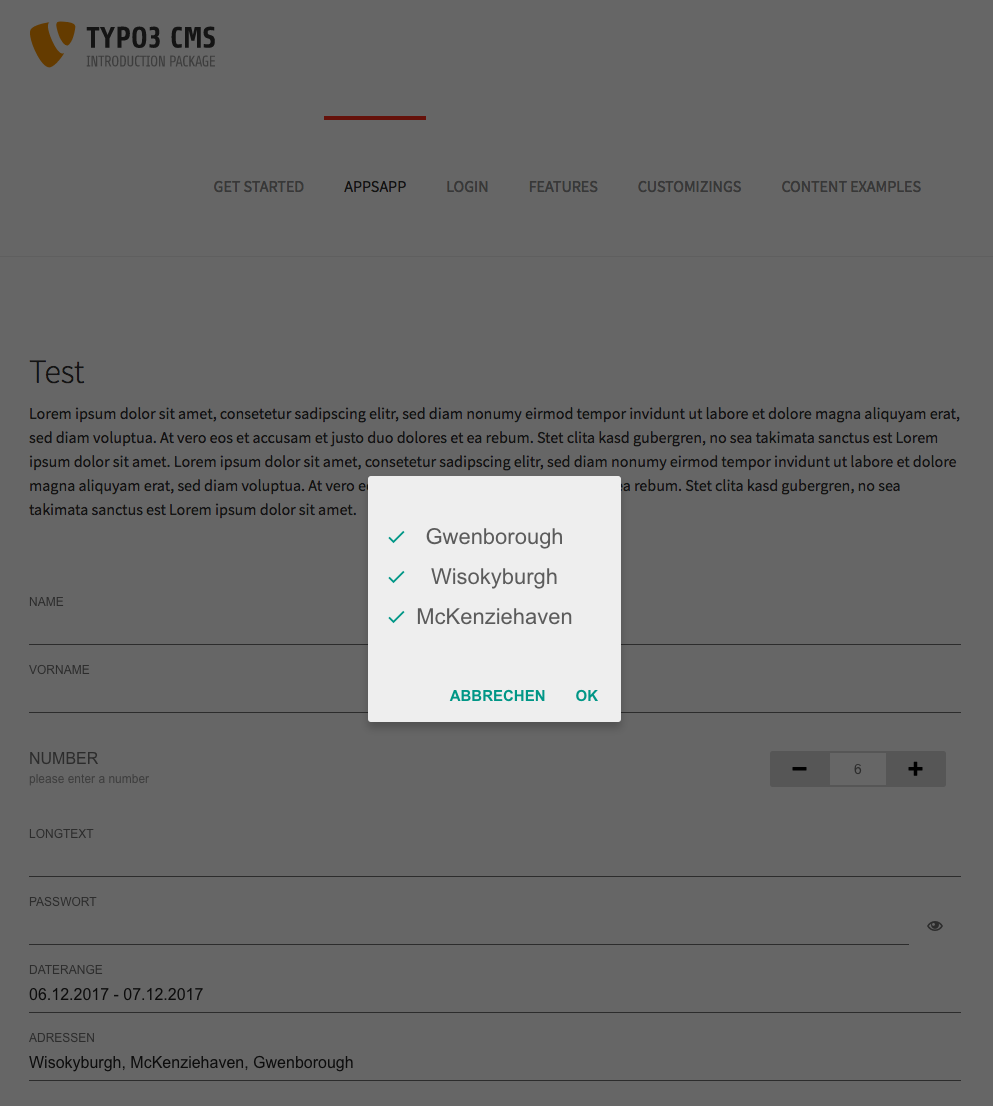 TYPO3 CMS
INTRODUCTION PACKAGE
GET STARTED APPSAPP LOGIN FEATURES CUSTOMIZINGS CONTENT EXAMPLES
Test
Lorem ipsum dolor sit amet, consetetur sadipscing elitr, sed diam nonumy eirmod tempor invidunt ut labore et dolore magna aliquyam erat,
sed diam voluptua. At vero eos et accusam et justo duo dolores et ea rebum. Stet clita kasd gubergren, no sea takimata sanctus est Lorem
ipsum dolor sit amet. Lorem ipsum dolor sit amet, consetetur sadipscing elitr, sed diam nonumy eirmod tempor invidunt ut labore et dolore
magna aliquyam erat, sed diam voluptua. At vero ea rebum. Stet clita kasd gubergren, no sea
takimata sanctus est Lorem ipsum dolor sit amet.
Gwenborough
Wisokyburgh
McKenziehaven
ABBRECHEN OK
NAME
VORNAME
NUMBER
please enter a number
6
LONGTEXT
PASSWORT
DATERANGE
06.12.2017 - 07.12.2017
ADRESSEN
Wisokyburgh, McKenziehaven, Gwenborough